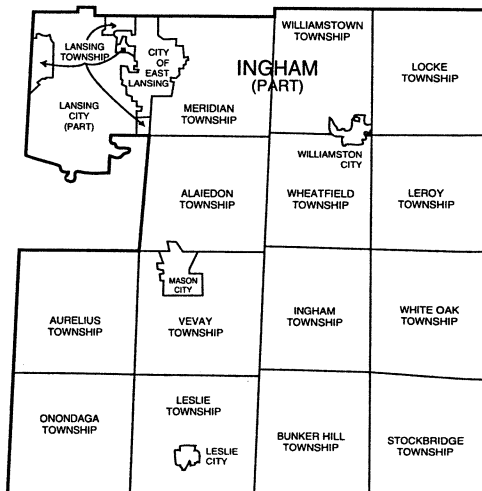 WILLIAMSTOWN
TOWNSHIP
LANSING
TOWNSHIP
CITY
OF
EAST
LANSING
INGHAM
(PART)
LOCKE
TOWNSHIP
LANSING
CITY
(PART)
MERIDIAN
TOWNSHIP
WILLIAMSTON
CITY
ALAIEDON
TOWNSHIP
WHEATFIELD
TOWNSHIP
LEROY
TOWNSHIP
MASON
CITY
AURELIUS
TOWNSHIP
VEVAY
TOWNSHIP
INGHAM
TOWNSHIP
WHITE OAK
TOWNSHIP
ONONDAGA
TOWNSHIP
LESLIE
TOWNSHIP
LESLIE
CITY
BUNKER HILL
TOWNSHIP
STOCKBRIDGE
TOWNSHIP